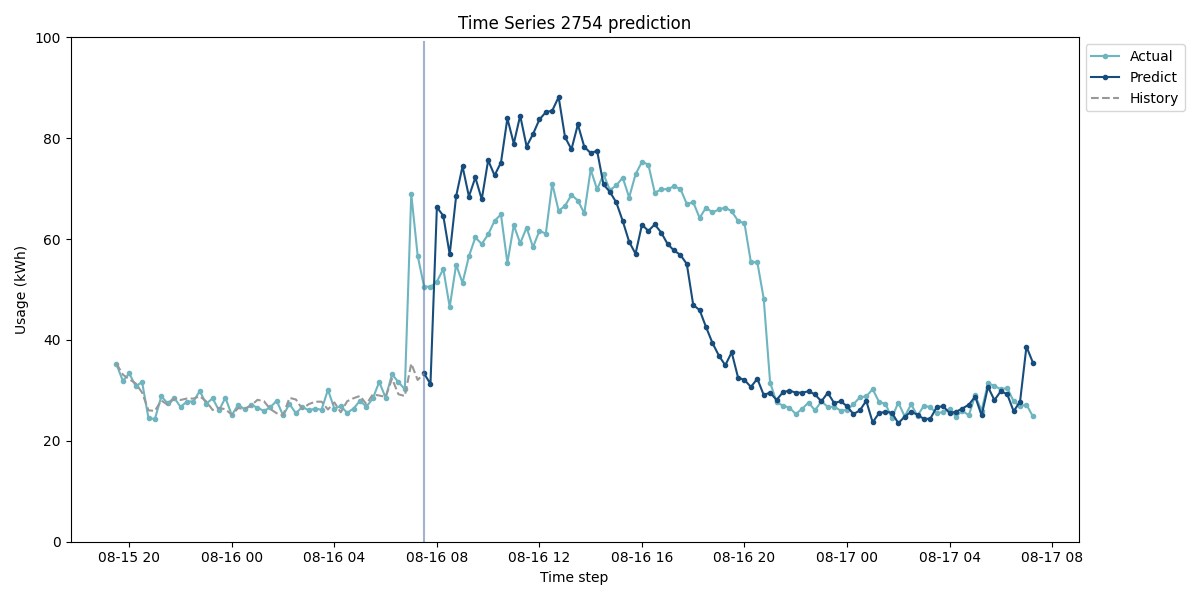 Time Series 2754 prediction
100
80
60
40
20
0
Usage (kWh)
08-15 20
08-16 00
08-16 04
08-16 08
08-16 12
08-16 16
08-16 20
08-17 00
08-17 04
08-17 08
Time step
Actual
Predict
History